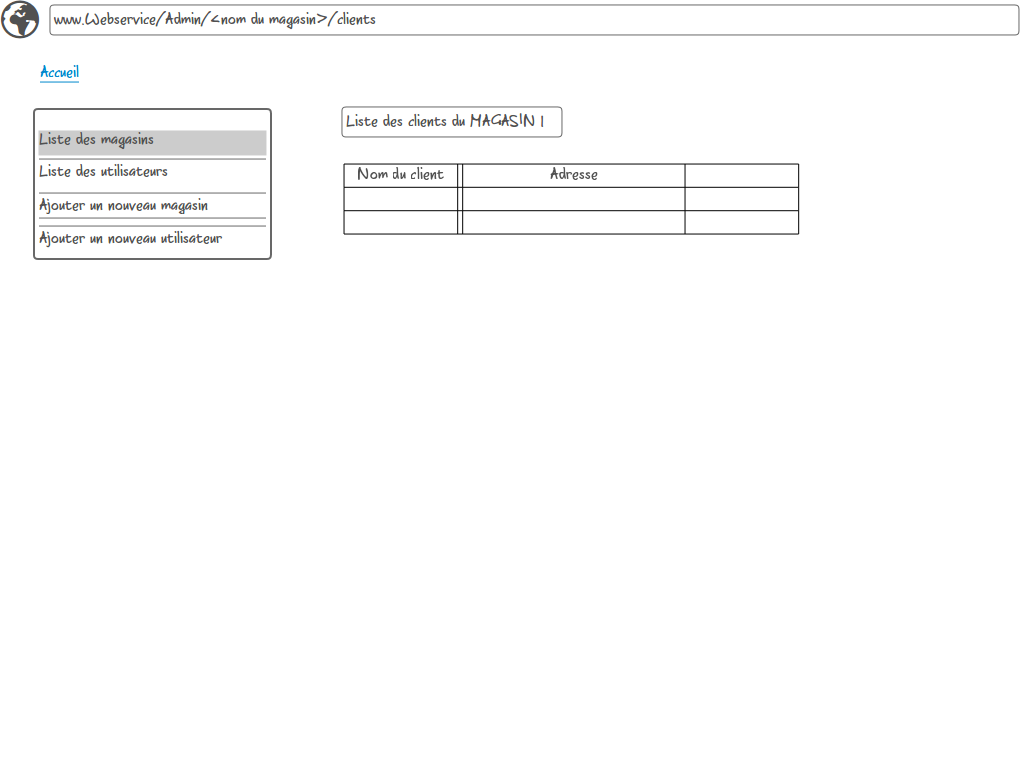 www.Webservice/Admin/<nom du magasin>/clients
Accueil
Liste des magasins
Liste des utilisateurs
Ajouter un nouveau magasin
Ajouter un nouveau utilisateur
Liste des clients du MAGASIN 1
Nom du client Adresse